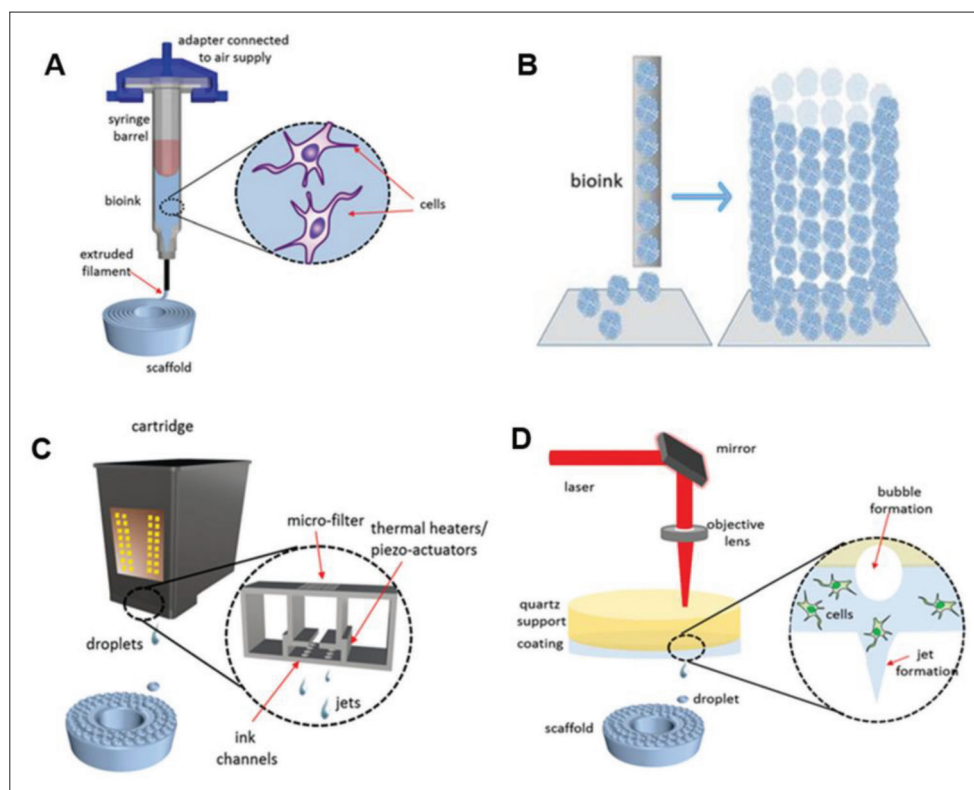 A
adapter connected
to air supply
syringe
barrel
bioink
cells
extruded
filament
scaffold
B
bioink
C
cartridge
micro-filter
thermal heaters/
piezo-actuators
droplets
jets
ink
channels
D
mirror
laser
objective
lens
bubble
formation
quartz
support
coating
cells
jet
formation
droplet
scaffold